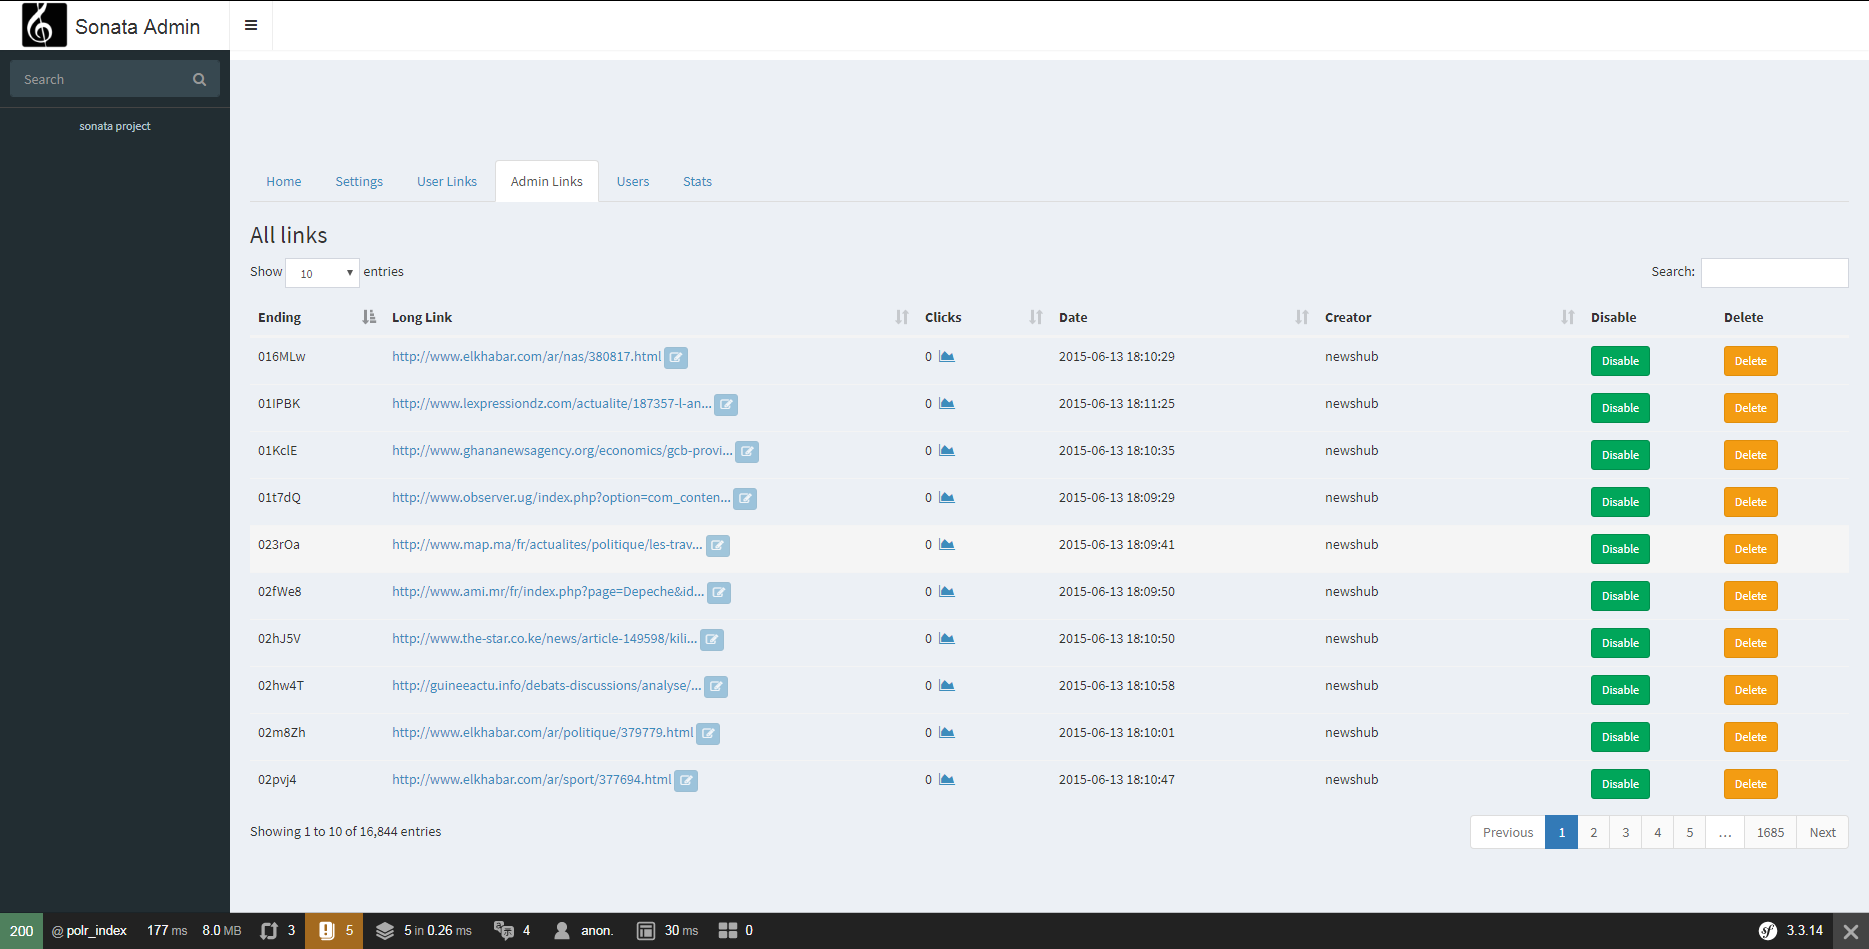 Sonata Admin
Search
sonata project
Home Settings User Links Admin Links Users Stats
All links
Show 10 entries Search:
Ending Long Link Clicks Date Creator Disable Delete
016MLw http://www.elkhabar.com/ar/nas/380817.html 0 2015-06-13 18:10:29 newshub Disable Delete
01IPBK http://www.lexpressiondz.com/actualite/187357-l-an... 0 2015-06-13 18:11:25 newshub Disable Delete
01KclE http://www.ghananewsagency.org/economics/gcb-provi... 0 2015-06-13 18:10:35 newshub Disable Delete
01t7dQ http://www.observer.ug/index.php?option=com_conten... 0 2015-06-13 18:09:29 newshub Disable Delete
023rOa http://www.map.ma/fr/actualites/politique/les-trav... 0 2015-06-13 18:09:41 newshub Disable Delete
02fWe8 http://www.ami.mr/fr/index.php?page=Depeche&id... 0 2015-06-13 18:09:50 newshub Disable Delete
02hJ5V http://www.the-star.co.ke/news/article-149598/kili... 0 2015-06-13 18:10:50 newshub Disable Delete
02hw4T http://guineeactu.info/debats-discussions/analyse/... 0 2015-06-13 18:10:58 newshub Disable Delete
02m8Zh http://www.elkhabar.com/ar/politique/379779.html 0 2015-06-13 18:10:01 newshub Disable Delete
02pvj4 http://www.elkhabar.com/ar/sport/377694.html 0 2015-06-13 18:10:47 newshub Disable Delete
Showing 1 to 10 of 16,844 entries Previous 1 2 3 4 5 ... 1685 Next
200 @ polr_index 177 ms 8.0 MB 3 5 5 in 0.26 ms 4 anon. 30 ms 0 sf 3.3.14